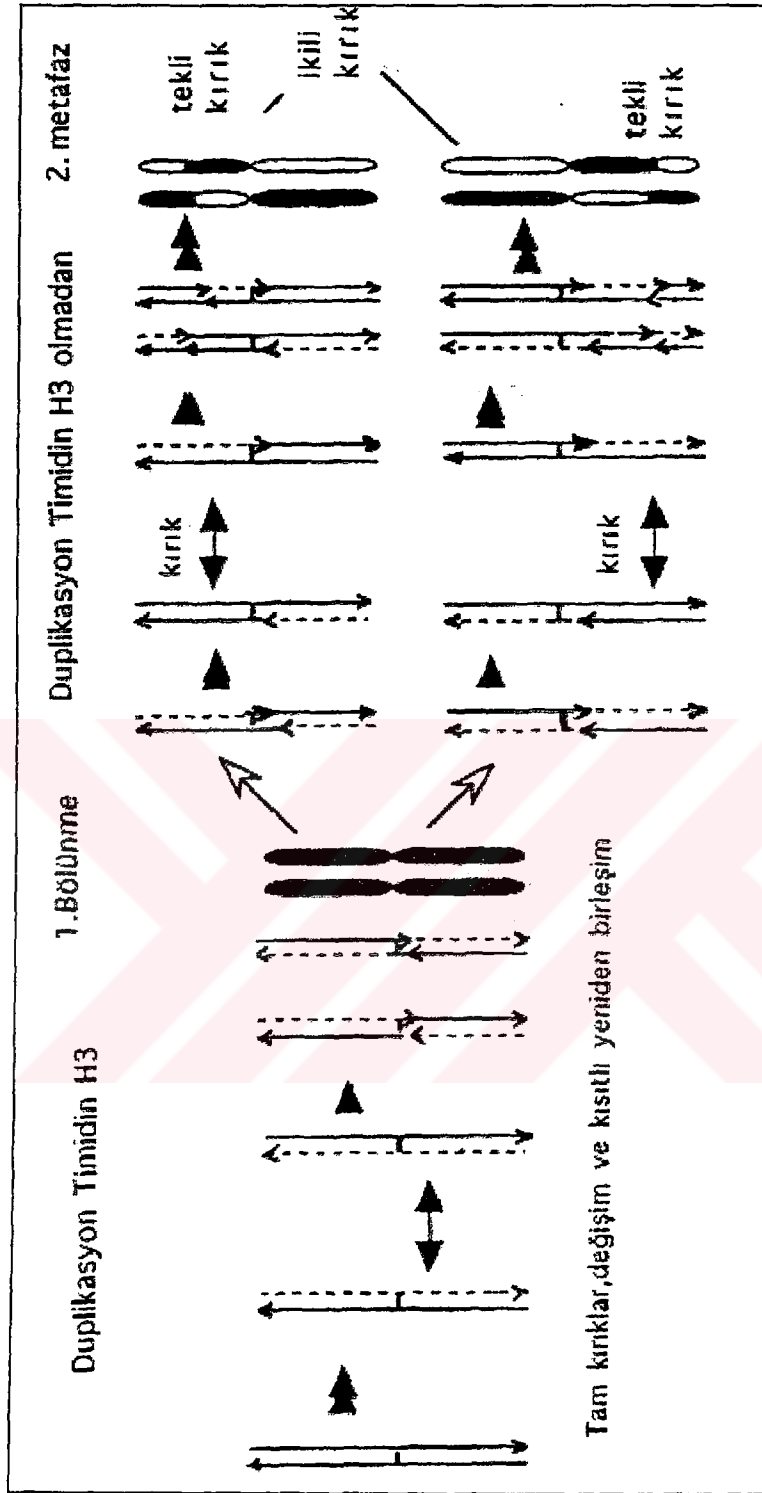 Duplikasyon Timidin H3
1.Bölünme
Duplikasyon Timidin H3 olmadan
2. metafaz
kırık
tekli
kırık
ikili
kırık
kırık
tekli
kırık
Tam kırıklar,değişim ve kısıtlı yeniden birleşim